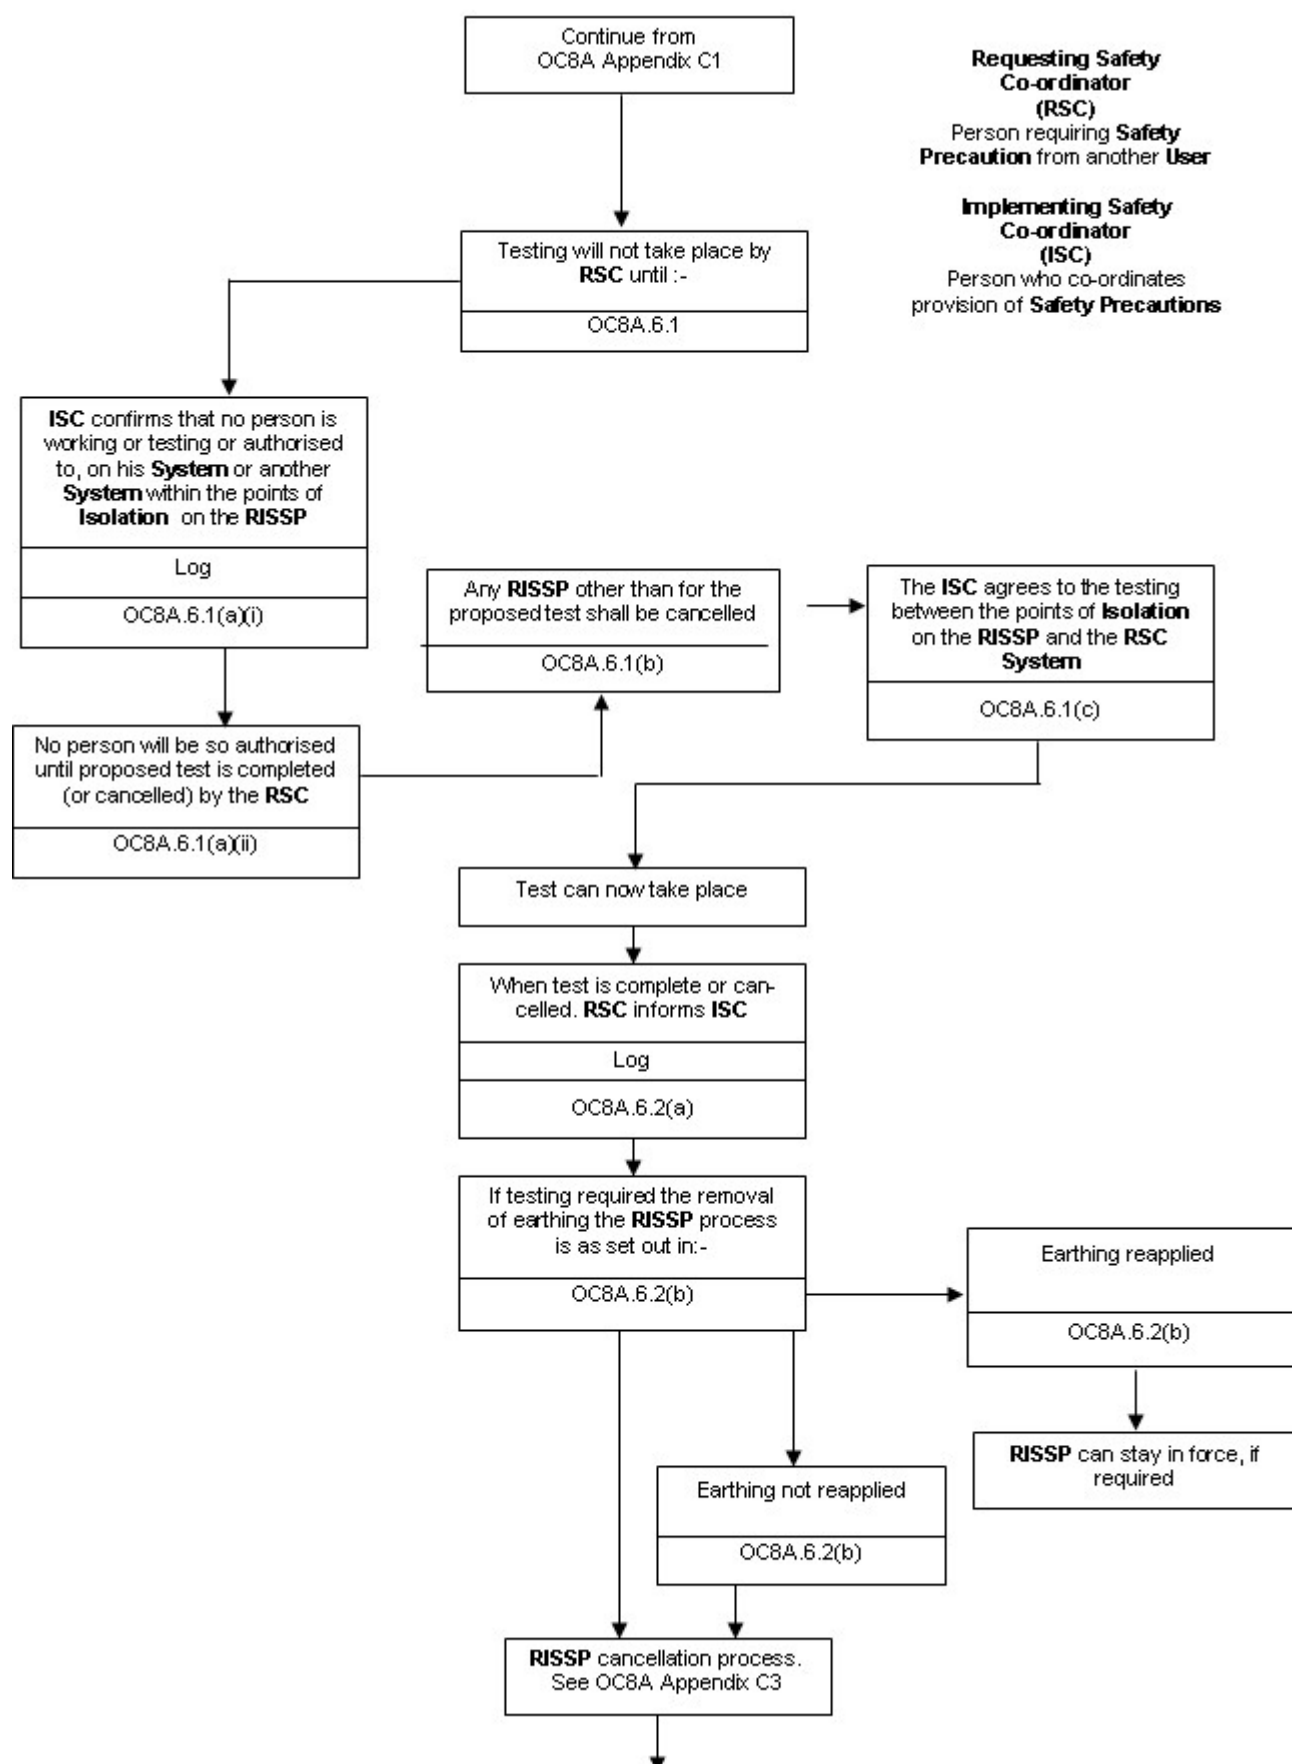 Continue from
OC8A Appendix C1
Requesting Safety
Co-ordinator
(RSC)
Person requiring Safety
Precaution from another User
Implementing Safety
Co-ordinator
(ISC)
Person who co-ordinates
provision of Safety Precautions
Testing will not take place by
RSC until :-
OC8A.6.1
ISC confirms that no person is
working or testing or authorised
to, on his System or another
System within the points of
Isolation on the RISSP
Log
OC8A.6.1(a)(i)
No person will be so authorised
until proposed test is completed
(or cancelled) by the RSC
OC8A.6.1(a)(ii)
Any RISSP other than for the
proposed test shall be cancelled
OC8A.6.1(b)
The ISC agrees to the testing
between the points of Isolation
on the RISSP and the RSC
System
OC8A.6.1(c)
Test can now take place
When test is complete or can-
celled. RSC informs ISC
Log
OC8A.6.2(a)
If testing required the removal
of earthing the RISSP process
is as set out in:-
OC8A.6.2(b)
Earthing reapplied
OC8A.6.2(b)
RISSP can stay in force, if
required
Earthing not reapplied
OC8A.6.2(b)
RISSP cancellation process.
See OC8A Appendix C3